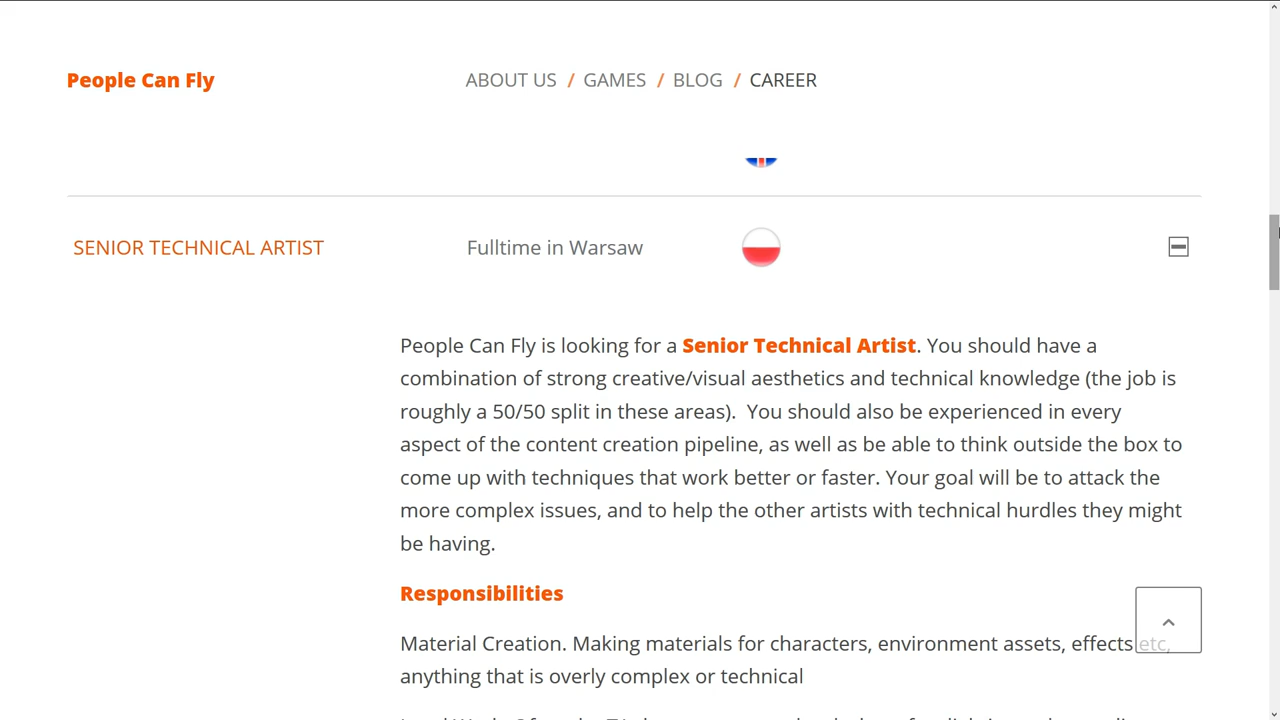 People Can Fly
ABOUT US / GAMES / BLOG / CAREER
SENIOR TECHNICAL ARTIST
Fulltime in Warsaw
People Can Fly is looking for a Senior Technical Artist. You should have a
combination of strong creative/visual aesthetics and technical knowledge (the job is
roughly a 50/50 split in these areas).  You should also be experienced in every
aspect of the content creation pipeline, as well as be able to think outside the box to
come up with techniques that work better or faster. Your goal will be to attack the
more complex issues, and to help the other artists with technical hurdles they might
be having.
Responsibilities
Material Creation. Making materials for characters, environment assets, effects etc,
anything that is overly complex or technical